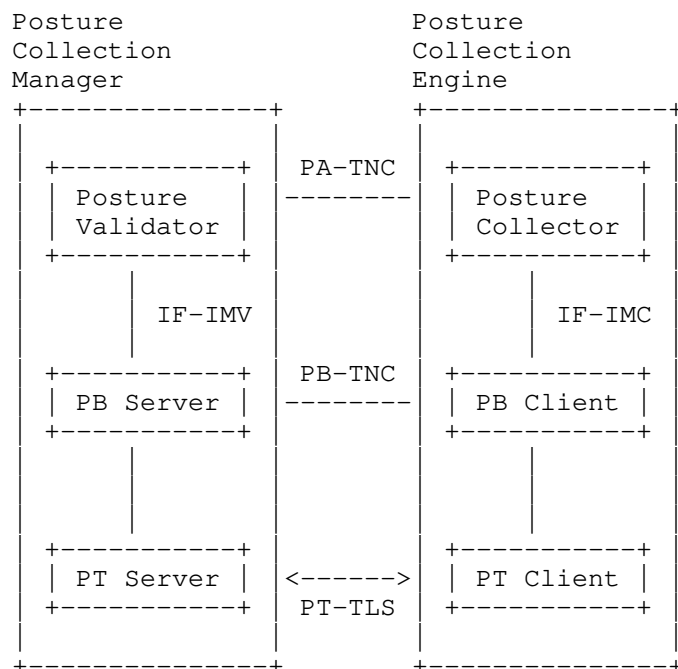 Posture Posture
Collection Collection
Manager Engine
PA-TNC
Posture Posture
Validator Collector
IF-IMV IF-IMC
PB-TNC
PB Server PB Client
PT Server <------> PT Client
PT-TLS